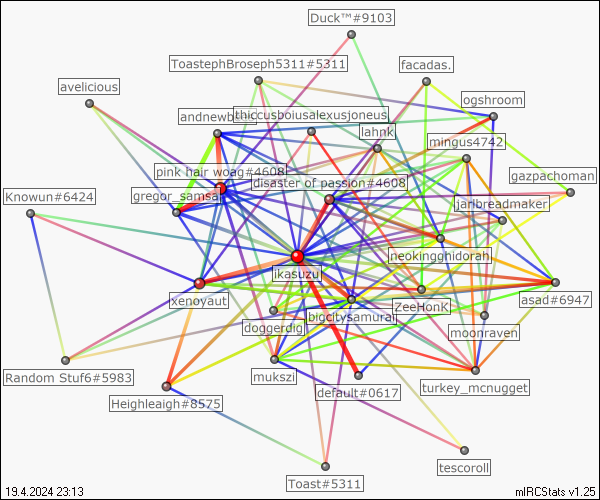 Duck™#9103
ToastephBroseph5311#5311
facadas.
avelicious
ogshroom
andnewb
thiccusboiusalexusjoneus
lahnk
mingus4742
pink hair woag#4608
disaster of passion#4608
gazpachoman
Knowun#6424
gregor_samsa
jaribreadmaker
neokingghidorah
ikasuzu
xenoyaut
asad#6947
ZeeHonK
bigcitysamurai
doggerdig
moonraven
Random Stuf6#5983
mukszi
default#0617
turkey_mcnugget
Heighleaigh#8575
tescoroll
Toast#5311
19.4.2024 23:13
mIRCStats v1.25